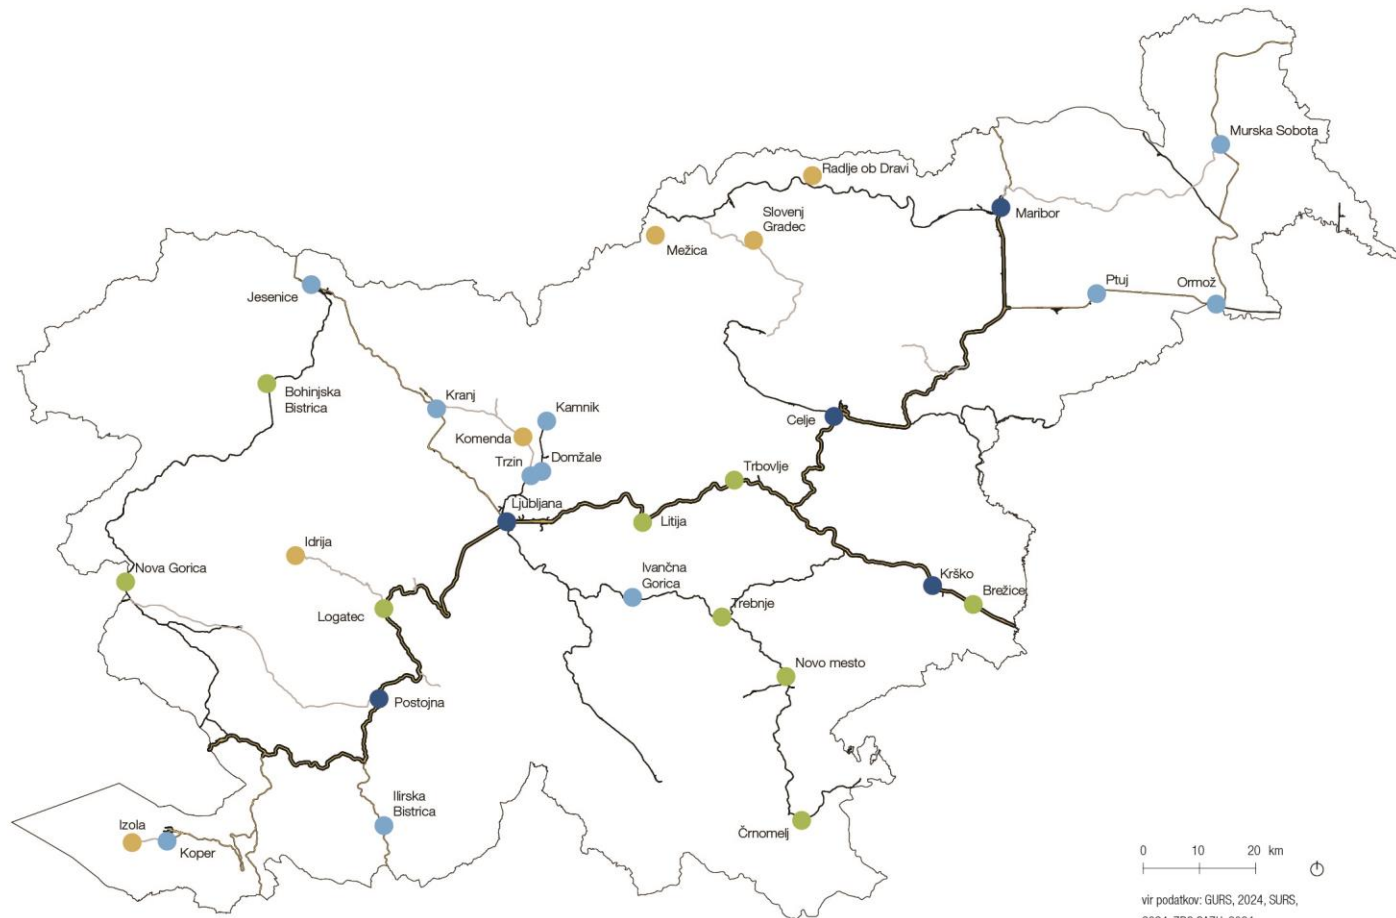 Murska Sobota
Radlje ob Dravi
Slovenj
Gradec
Maribor
Mežica
Ptuj
Ormož
Jesenice
Bohinjska
Bistrica
Kranj
Kamnik
Celje
Komenda
Trzin
Domžale
Trbovlje
Ljubljana
Litija
Idrija
Nova Gorica
Ivančna
Gorica
Krško
Brežice
Logatec
Trebnje
Novo mesto
Postojna
Ilirska
Bistrica
Izola
Koper
Črnomelj
0 10 20 km
vir podatkov: GURS, 2024, SURS,